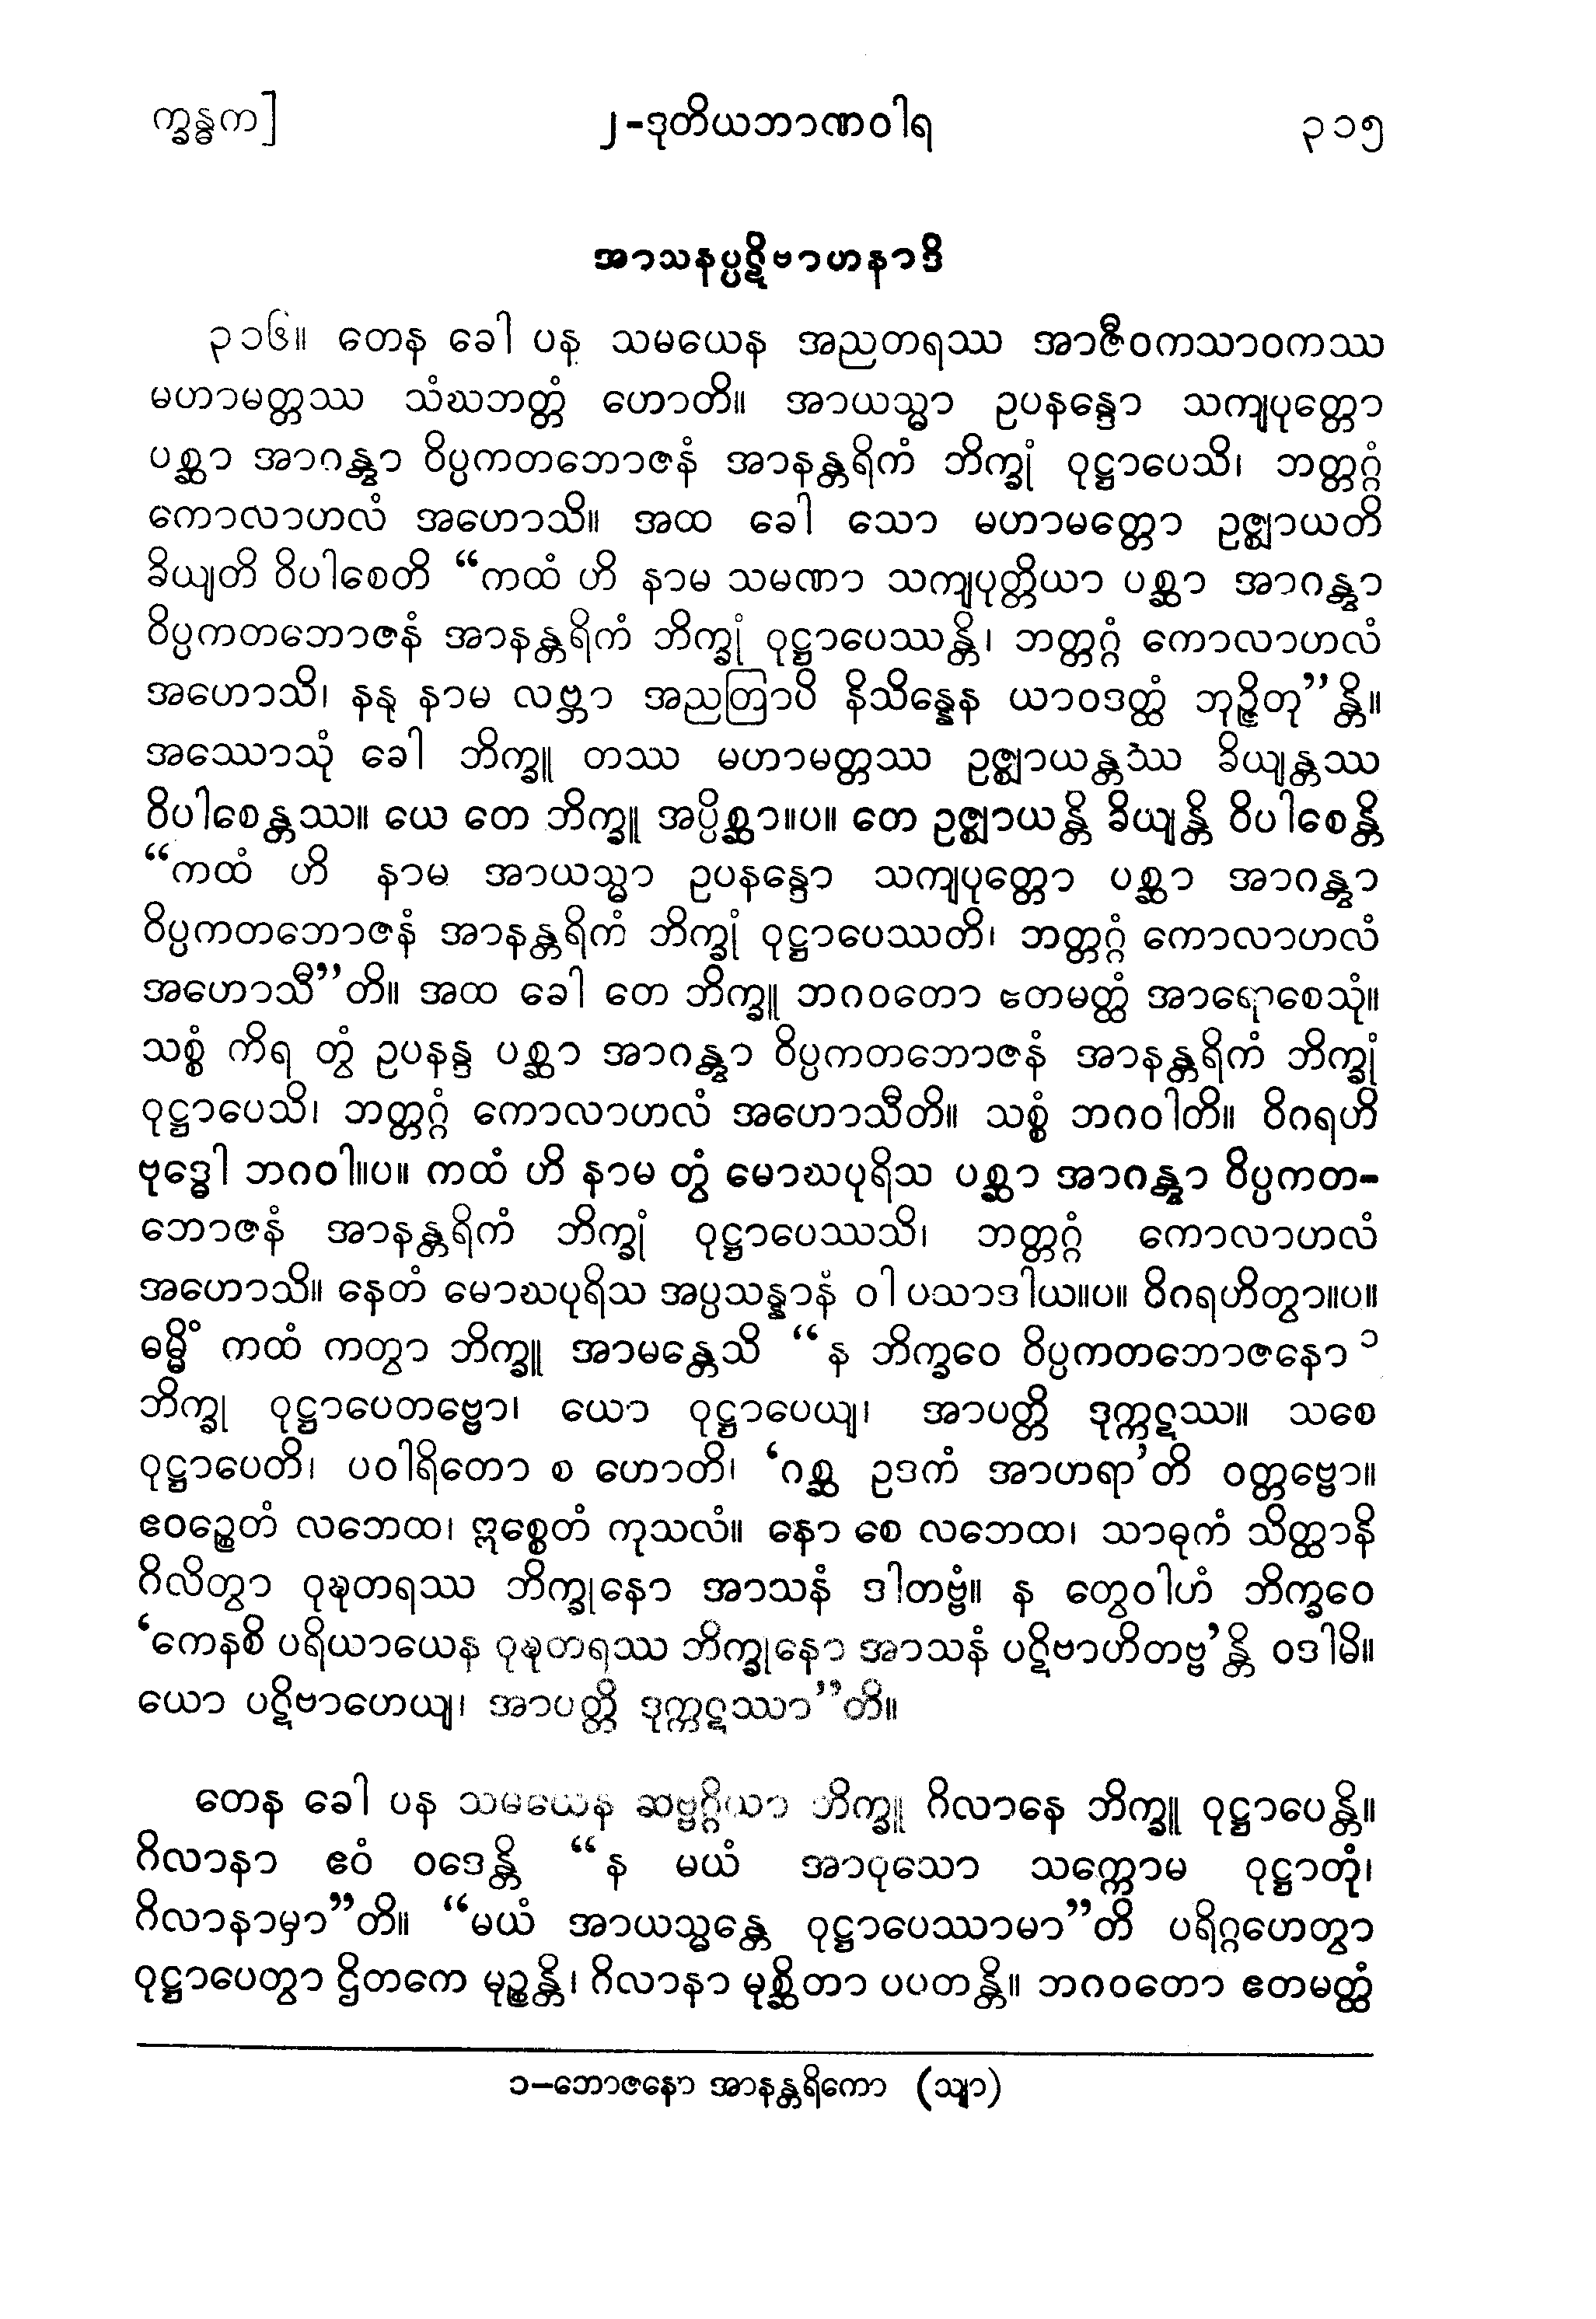 က္ခန္ဓက]
၂-ဒုတိယဘာဏဝါရ
၃၁၅
အာသနပ္ပဋိဗာဟနာဒိ
၃၁၆။ တေန ခေါ ပန သမယေန အညတရဿ အာဇီဝကသာဝကဿ
မဟာမတ္တဿ သံဃဘတ္တံ ဟောတိ။ အာယသ္မာ ဥပနန္ဒော သကျပုတ္တော
ပစ္ဆာ အာဂန္တွာ ဝိပ္ပကတဘောဇနံ အာနန္တရိကံ ဘိက္ခုံ ဝုဋ္ဌာပေသိ၊ ဘတ္တဂ္ဂံ
ကောလာဟလံ အဟောသိ။ အထ ခေါ သော မဟာမတ္တော ဥဇ္ဈာယတိ
ခိယျတိ ဝိပါစေတိ “ကထံ ဟိ နာမ သမဏာ သကျပုတ္တိယာ ပစ္ဆာ အာဂန္တွာ
ဝိပ္ပကတဘောဇနံ အာနန္တရိကံ ဘိက္ခုံ ဝုဋ္ဌာပေဿန္တိ၊ ဘတ္တဂ္ဂံ ကောလာဟလံ
အဟောသိ၊ နနု နာမ လဗ္ဘာ အညတြာပိ နိသိန္နေန ယာဝဒတ္ထံ ဘုဉ္ဇိတု”န္တိ။
အဿောသုံ ခေါ ဘိက္ခူ တဿ မဟာမတ္တဿ ဥဇ္ဈာယန္တဿ ခိယျန္တဿ
ဝိပါစေန္တဿ။ ယေ တေ ဘိက္ခူ အပ္ပိစ္ဆာ။ပ။ တေ ဥဇ္ဈာယန္တိ ခိယျန္တိ ဝိပါစေန္တိ
“ကထံ ဟိ နာမ အာယသ္မာ ဥပနန္ဒော သကျပုတ္တော ပစ္ဆာ အာဂန္တွာ
ဝိပ္ပကတဘောဇနံ အာနန္တရိကံ ဘိက္ခုံ ဝုဋ္ဌာပေဿတိ၊ ဘတ္တဂ္ဂံ ကောလာဟလံ
အဟောသီ”တိ။ အထ ခေါ တေ ဘိက္ခူ ဘဂဝတော ဧတမတ္ထံ အာရောစေသုံ။
သစ္စံ ကိရ တွံ ဥပနန္ဒ ပစ္ဆာ အာဂန္တွာ ဝိပ္ပကတဘောဇနံ အာနန္တရိကံ ဘိက္ခုံ
ဝုဋ္ဌာပေသိ၊ ဘတ္တဂ္ဂံ ကောလာဟလံ အဟောသီတိ။ သစ္စံ ဘဂဝါတိ။ ဝိဂရဟိ
ဗုဒ္ဓေါ ဘဂဝါ။ပ။ ကထံ ဟိ နာမ တွံ မောဃပုရိသ ပစ္ဆာ အာဂန္တွာ ဝိပ္ပကတ-
ဘောဇနံ အာနန္တရိကံ ဘိက္ခုံ ဝုဋ္ဌာပေဿသိ၊ ဘတ္တဂ္ဂံ ကောလာဟလံ
အဟောသိ။ နေတံ မောဃပုရိသ အပ္ပသန္နာနံ ဝါ ပသာဒါယ။ပ။ ဝိဂရဟိတွာ။ပ။
ဓမ္မိံ ကထံ ကတွာ ဘိက္ခူ အာမန္တေသိ “န ဘိက္ခဝေ ဝိပ္ပကတဘောဇနော ၁
ဘိက္ခု ဝုဋ္ဌာပေတဗ္ဗော၊ ယော ဝုဋ္ဌာပေယျ၊ အာပတ္တိ ဒုက္ကဋဿ။ သစေ
ဝုဋ္ဌာပေတိ၊ ပဝါရိတော စ ဟောတိ၊ ‘ဂစ္ဆ ဥဒကံ အာဟရာ’တိ ဝတ္တဗ္ဗော။
ဧဝဉ္စေတံ လဘေထ၊ ဣစ္စေတံ ကုသလံ။ နော စေ လဘေထ၊ သာဓုကံ သိတ္ထာနိ
ဂိလိတွာ ဝုဍ္ဎတရဿ ဘိက္ခုနော အာသနံ ဒါတဗ္ဗံ။ န တွေဝါဟံ ဘိက္ခဝေ
‘ကေနစိ ပရိယာယေန ဝုဍ္ဎတရဿ ဘိက္ခုနော အာသနံ ပဋိဗာဟိတဗ္ဗ’န္တိ ဝဒါမိ။
ယော ပဋိဗာဟေယျ၊ အာပတ္တိ ဒုက္ကဋဿာ”တိ။
တေန ခေါ ပန သမယေန ဆဗ္ဗဂ္ဂိယာ ဘိက္ခူ ဂိလာနေ ဘိက္ခူ ဝုဋ္ဌာပေန္တိ။
ဂိလာနာ ဧဝံ ဝဒေန္တိ “န မယံ အာဝုသော သက္ကောမ ဝုဋ္ဌာတုံ၊
ဂိလာနာမှာ”တိ။ “မယံ အာယသ္မန္တေ ဝုဋ္ဌာပေဿာမာ”တိ ပရိဂ္ဂဟေတွာ
ဝုဋ္ဌာပေတွာ ဌိတကေ မုဉ္စန္တိ၊ ဂိလာနာ မုစ္ဆိတာ ပပတန္တိ။ ဘဂဝတော ဧတမတ္ထံ
၁—ဘောဇနော အာနန္တရိကော (သျာ)